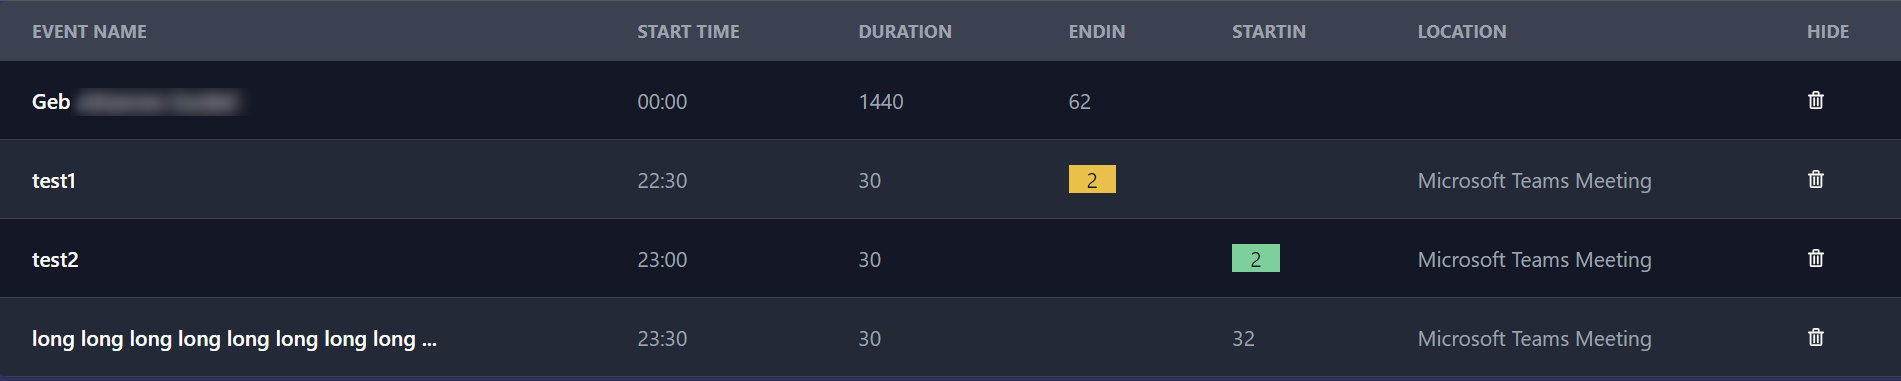 EVENT NAME START TIME DURATION ENDIN STARTIN LOCATION HIDE
Geb 00:00 1440 62
test1 22:30 30 2 Microsoft Teams Meeting
test2 23:00 30 2 Microsoft Teams Meeting
long long long long long long long long ... 23:30 30 32 Microsoft Teams Meeting